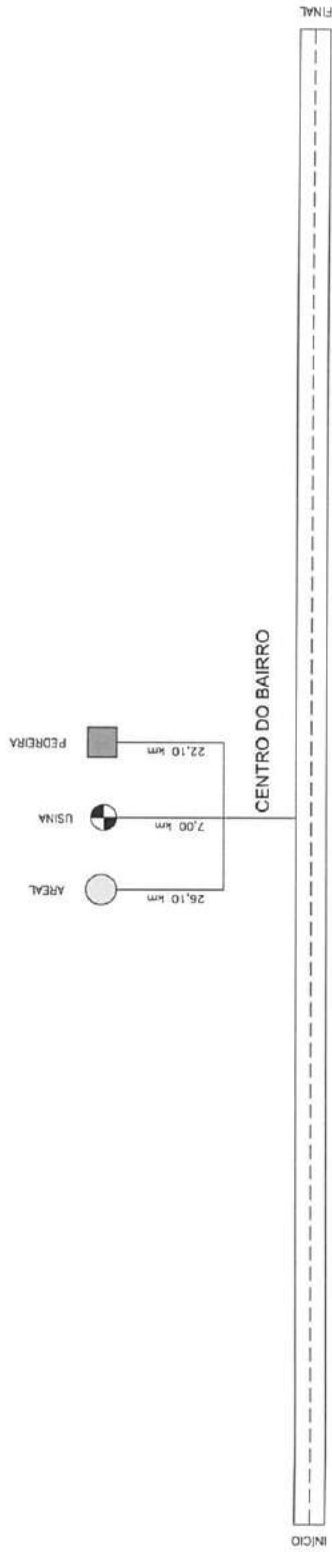 FINAL
PEDREIRA
22,10 km
USINA
7,00 km
AREAL
26,10 km
CENTRO DO BAIRRO
INÍCIO